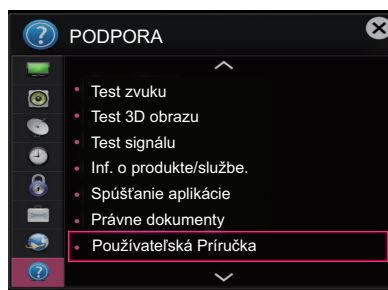 PODPORA
Test zvuku
Test 3D obrazu
Test signálu
Inf. o produkte/službe.
Spúšťanie aplikácie
Právne dokumenty
Používateľská Príručka